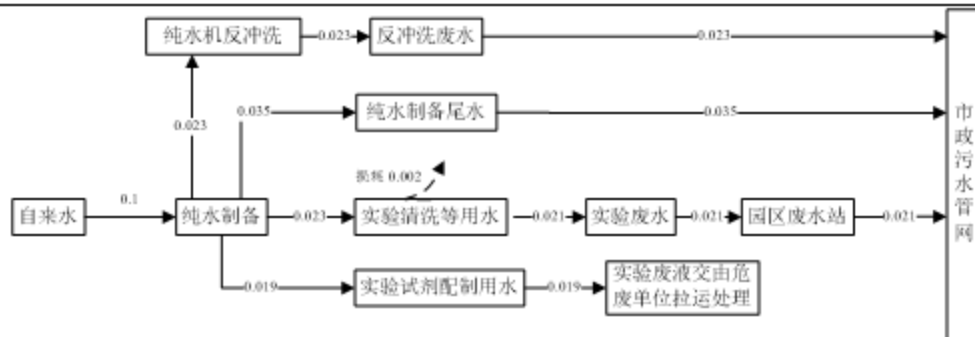 纯水机反冲洗
0.023
反冲洗废水
0.023
0.035
纯水制备尾水
0.035
0.023
损耗 0.002
自来水
0.1
纯水制备
0.023
实验清洗等用水
0.021
实验废水
0.021
园区废水站
0.021
0.019
实验试剂配制用水
0.019
实验废液交由危
废单位拉运处理
市
政
污
水
管
网